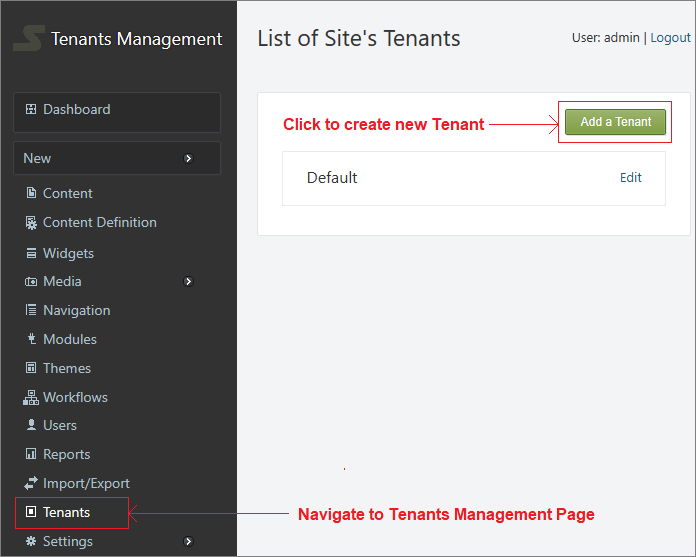 Tenants Management
Dashboard
New
Content
Content Definition
Widgets
Media
Navigation
Modules
Themes
Workflows
Users
Reports
Import/Export
Tenants
Settings
List of Site's Tenants
User: admin | Logout
Click to create new Tenant
Add a Tenant
Default
Edit
Navigate to Tenants Management Page